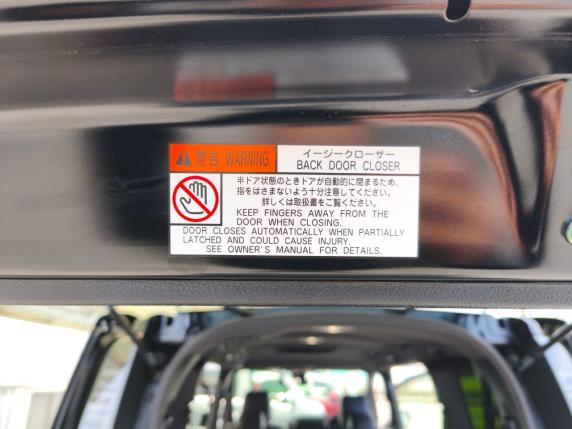 警告 WARNING
イージークローザー
BACK DOOR CLOSER
半ドア状態のときドアが自動的に閉まるため、
指をはさまないよう十分注意してください。
詳しくは取扱書をご覧ください。
KEEP FINGERS AWAY FROM THE
DOOR WHEN CLOSING.
DOOR CLOSES AUTOMATICALLY WHEN PARTIALLY
LATCHED AND COULD CAUSE INJURY.
SEE OWNER'S MANUAL FOR DETAILS.